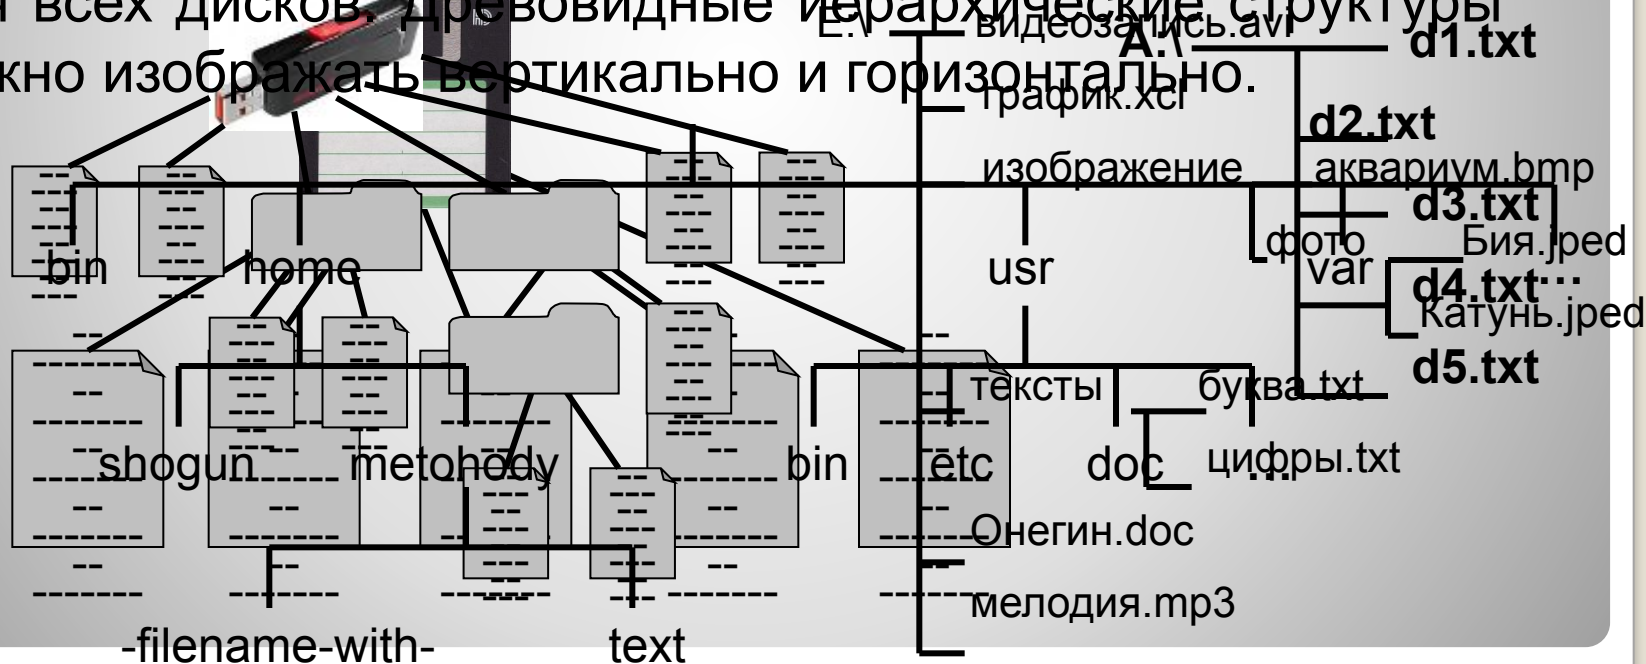 я всех дисков. Древовидные иерархические структуры
E:\ видеозапись.avi
A:\ d1.txt
жно изображать вертикально и горизонтально.
график.xcl
d2.txt
изображение аквариум.bmp
d3.txt
фото Бия.jped
bin home usr var ...
d4.txt
Катунь.jped
d5.txt
тексты буква.txt
shogun metohody bin etc doc ...
цифры.txt
Онегин.doc
мелодия.mp3
-filename-with- text